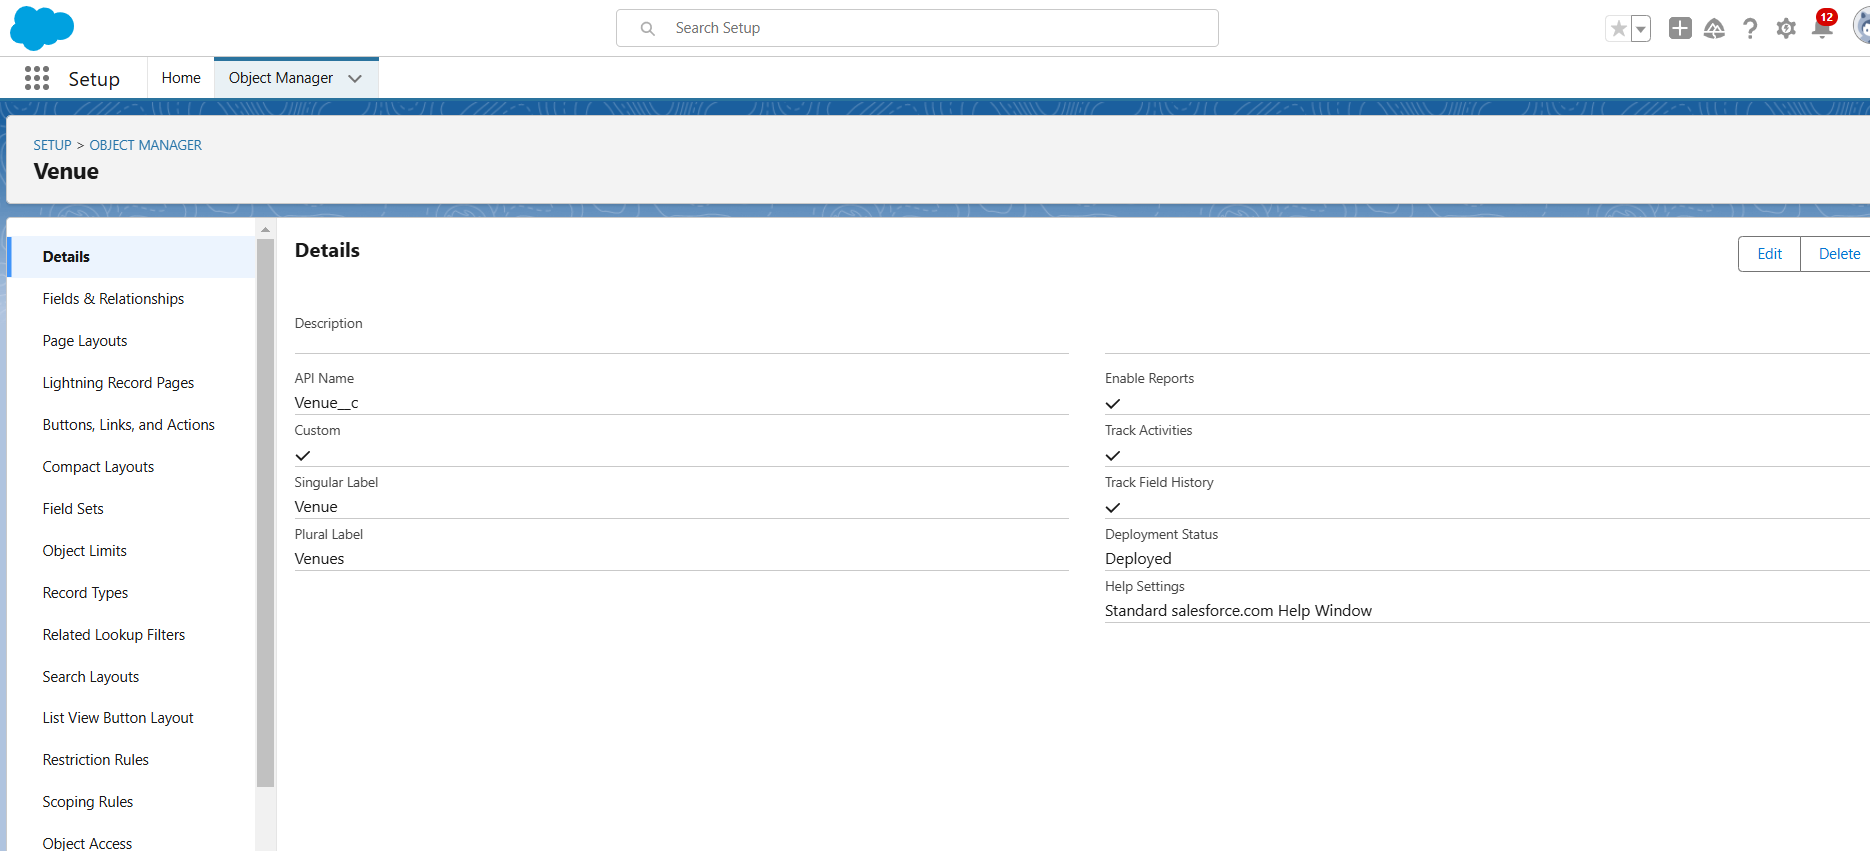 Search Setup
12
Setup
Home
Object Manager
SETUP > OBJECT MANAGER
Venue
Details
Fields & Relationships
Page Layouts
Lightning Record Pages
Buttons, Links, and Actions
Compact Layouts
Field Sets
Object Limits
Record Types
Related Lookup Filters
Search Layouts
List View Button Layout
Restriction Rules
Scoping Rules
Object Access
Details
Edit
Delete
Description
API Name
Venue__c
Custom
Singular Label
Venue
Plural Label
Venues
Enable Reports
Track Activities
Track Field History
Deployment Status
Deployed
Help Settings
Standard salesforce.com Help Window